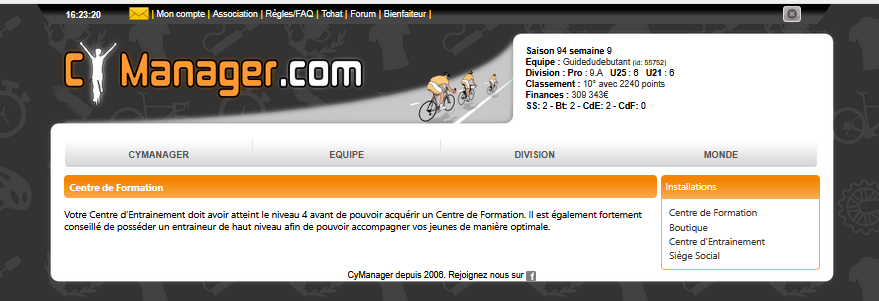 16:23:20 | Mon compte | Association | Règles/FAQ | Tchat | Forum | Bienfaiteur |
CYMANAGER.COM
Saison 94 semaine 9
Equipe : Guidedudebutant (id: 55752)
Division : Pro : 9.A U25 : 6 U21 : 6
Classement : 10° avec 2240 points
Finances : 309 343€
SS: 2 - Bt: 2 - CdE: 2 - CdF: 0
CYMANAGER EQUIPE DIVISION MONDE
Centre de Formation
Votre Centre d'Entrainement doit avoir atteint le niveau 4 avant de pouvoir acquérir un Centre de Formation. Il est également fortement
conseillé de posséder un entraineur de haut niveau afin de pouvoir accompagner vos jeunes de manière optimale.
Installations
Centre de Formation
Boutique
Centre d'Entrainement
Siège Social
CyManager depuis 2006. Rejoignez nous sur f